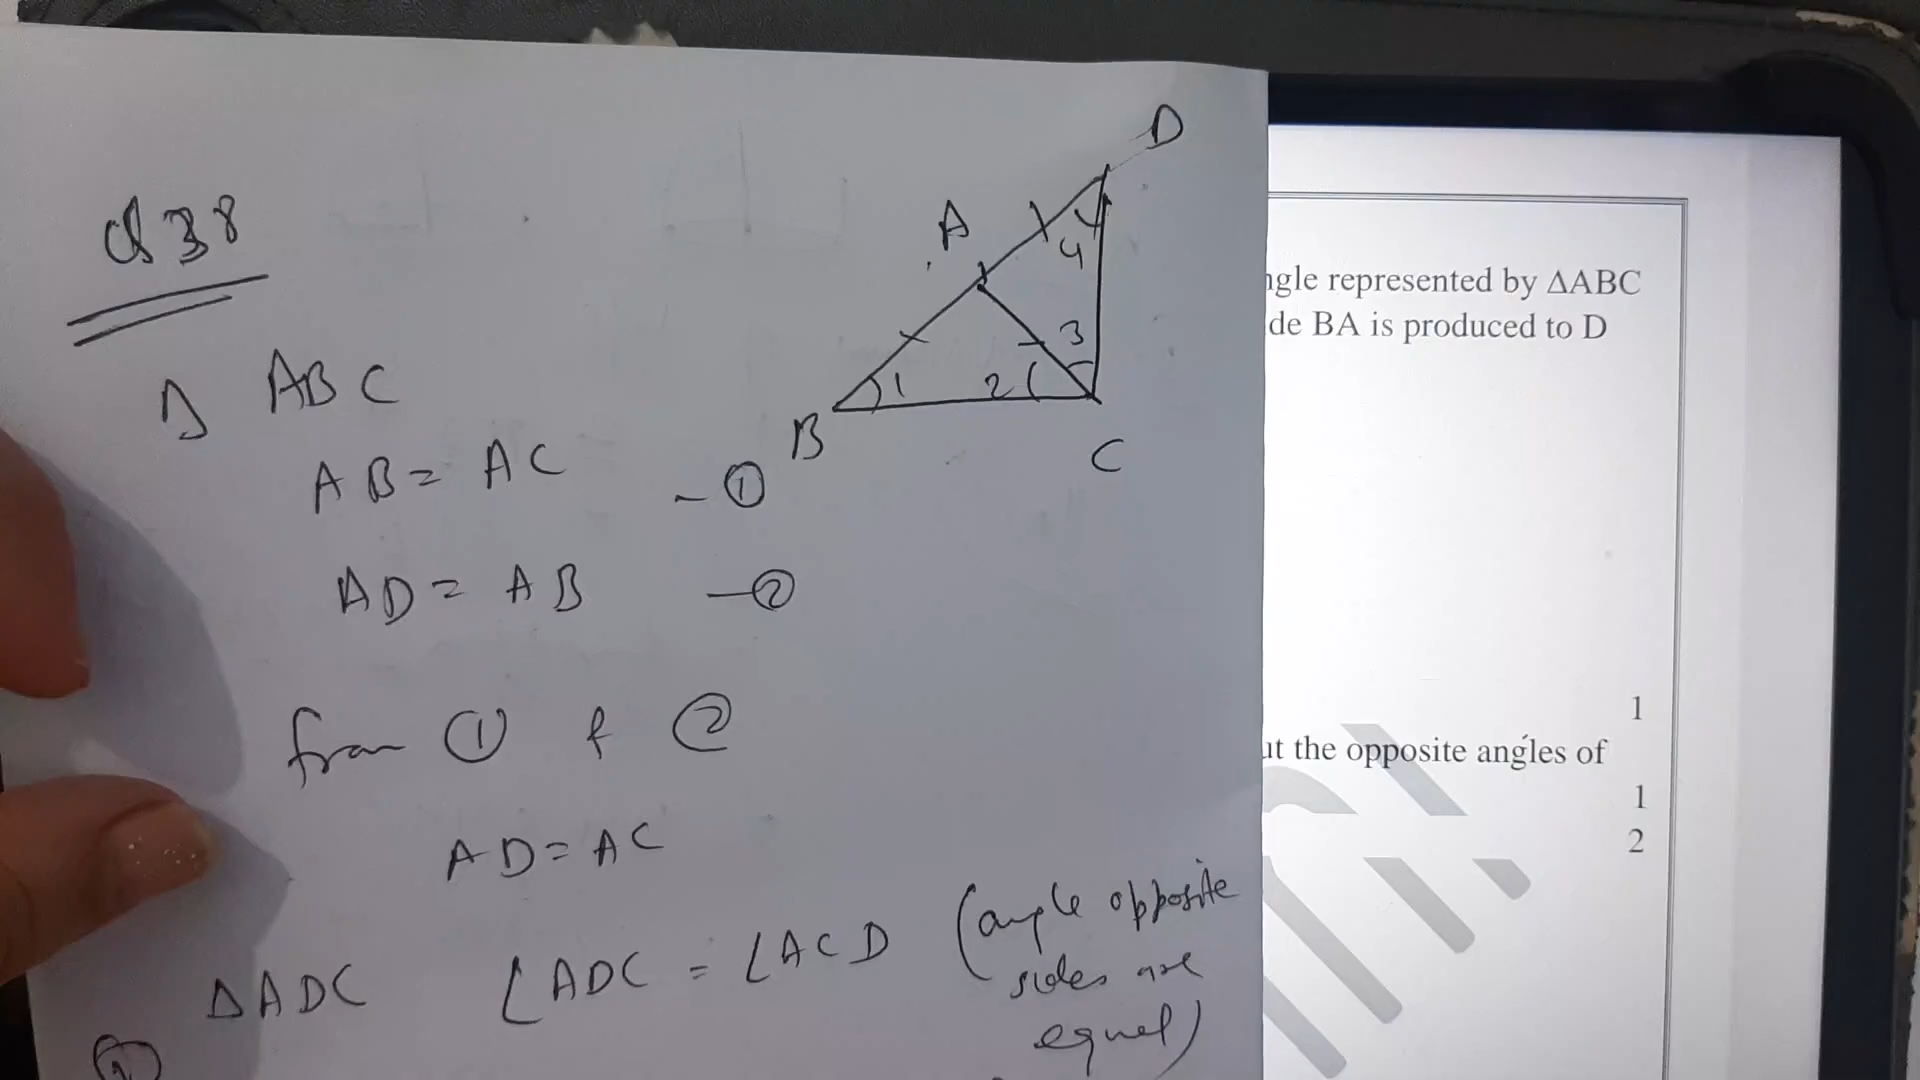 Q38
D
A
4
3
1
2
B
C
Δ ABC
AB = AC - ①
AD = AB - ②
from ① & ②
AD = AC
ΔADC ∠ADC = ∠ACD (angle opposite
sides are
equal)
ngle represented by ΔABC
de BA is produced to D
1
ut the opposite angles of
1
2